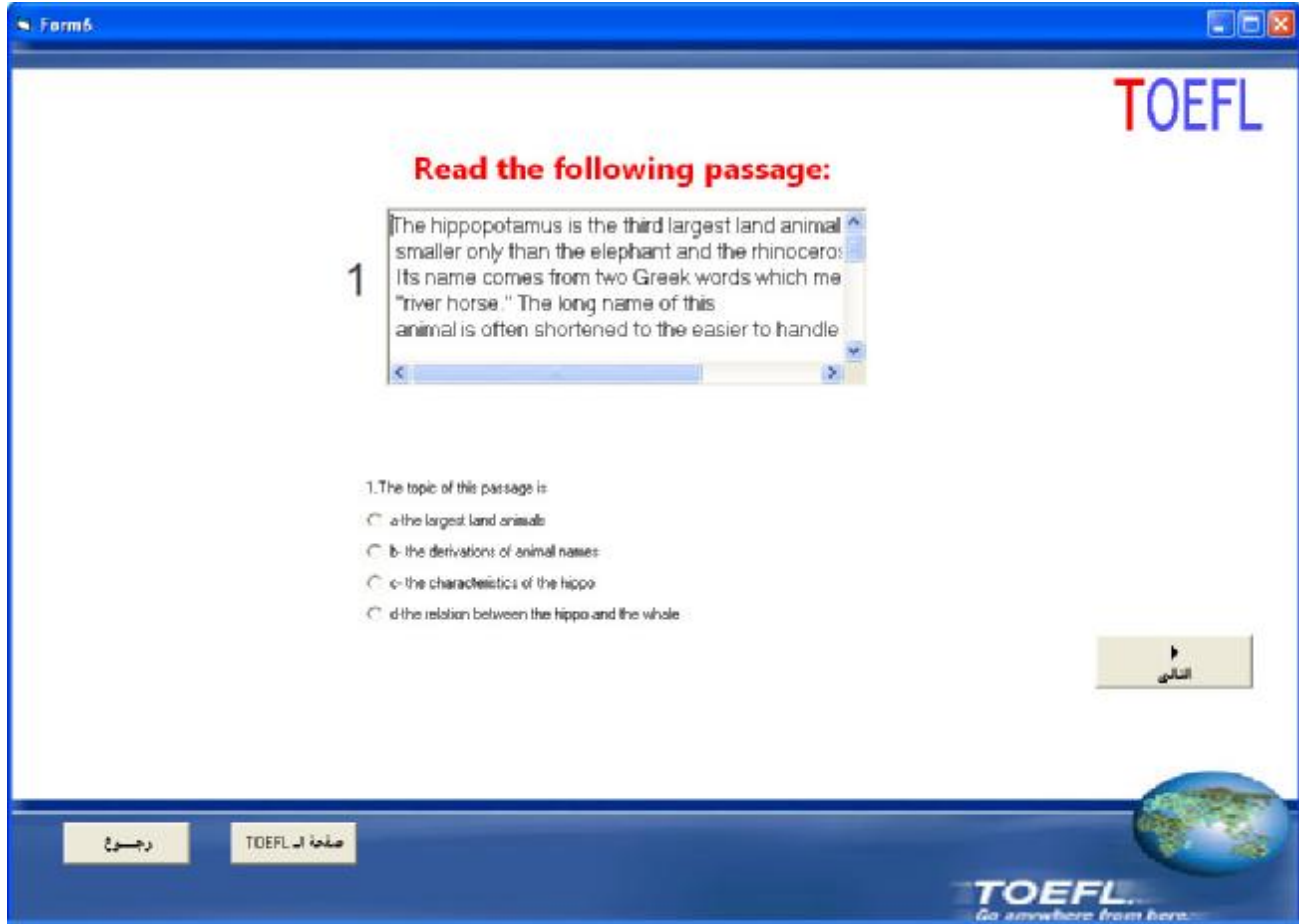 Form6
TOEFL
Read the following passage:
1
The hippopotamus is the third largest land animal
smaller only than the elephant and the rhinoceros
Its name comes from two Greek words which me
"river horse." The long name of this
animal is often shortened to the easier to handle
1.The topic of this passage is
a-the largest land animals
b- the derivations of animal names
c- the characteristics of the hippo
d-the relation between the hippo and the whale
التالى
رجـــوع
صفحة الـ TOEFL
TOEFL.
Go anywhere from here.